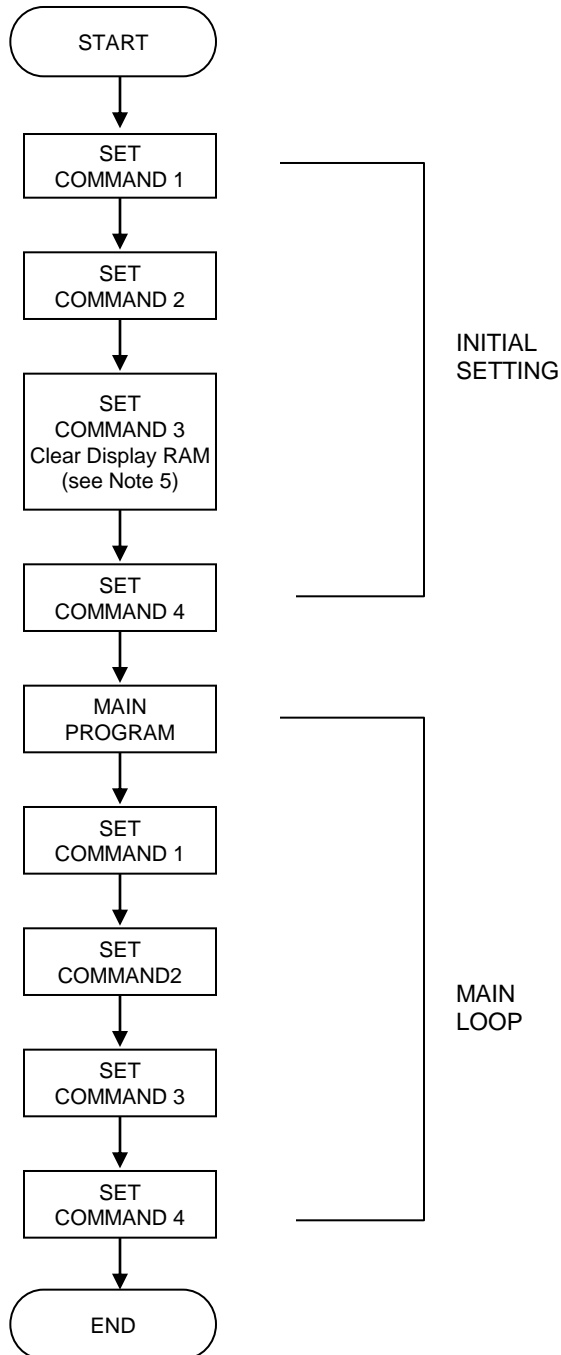 START
SET
COMMAND 1
SET
COMMAND 2
SET
COMMAND 3
Clear Display RAM
(see Note 5)
SET
COMMAND 4
INITIAL
SETTING
MAIN
PROGRAM
SET
COMMAND 1
SET
COMMAND2
SET
COMMAND 3
SET
COMMAND 4
MAIN
LOOP
END